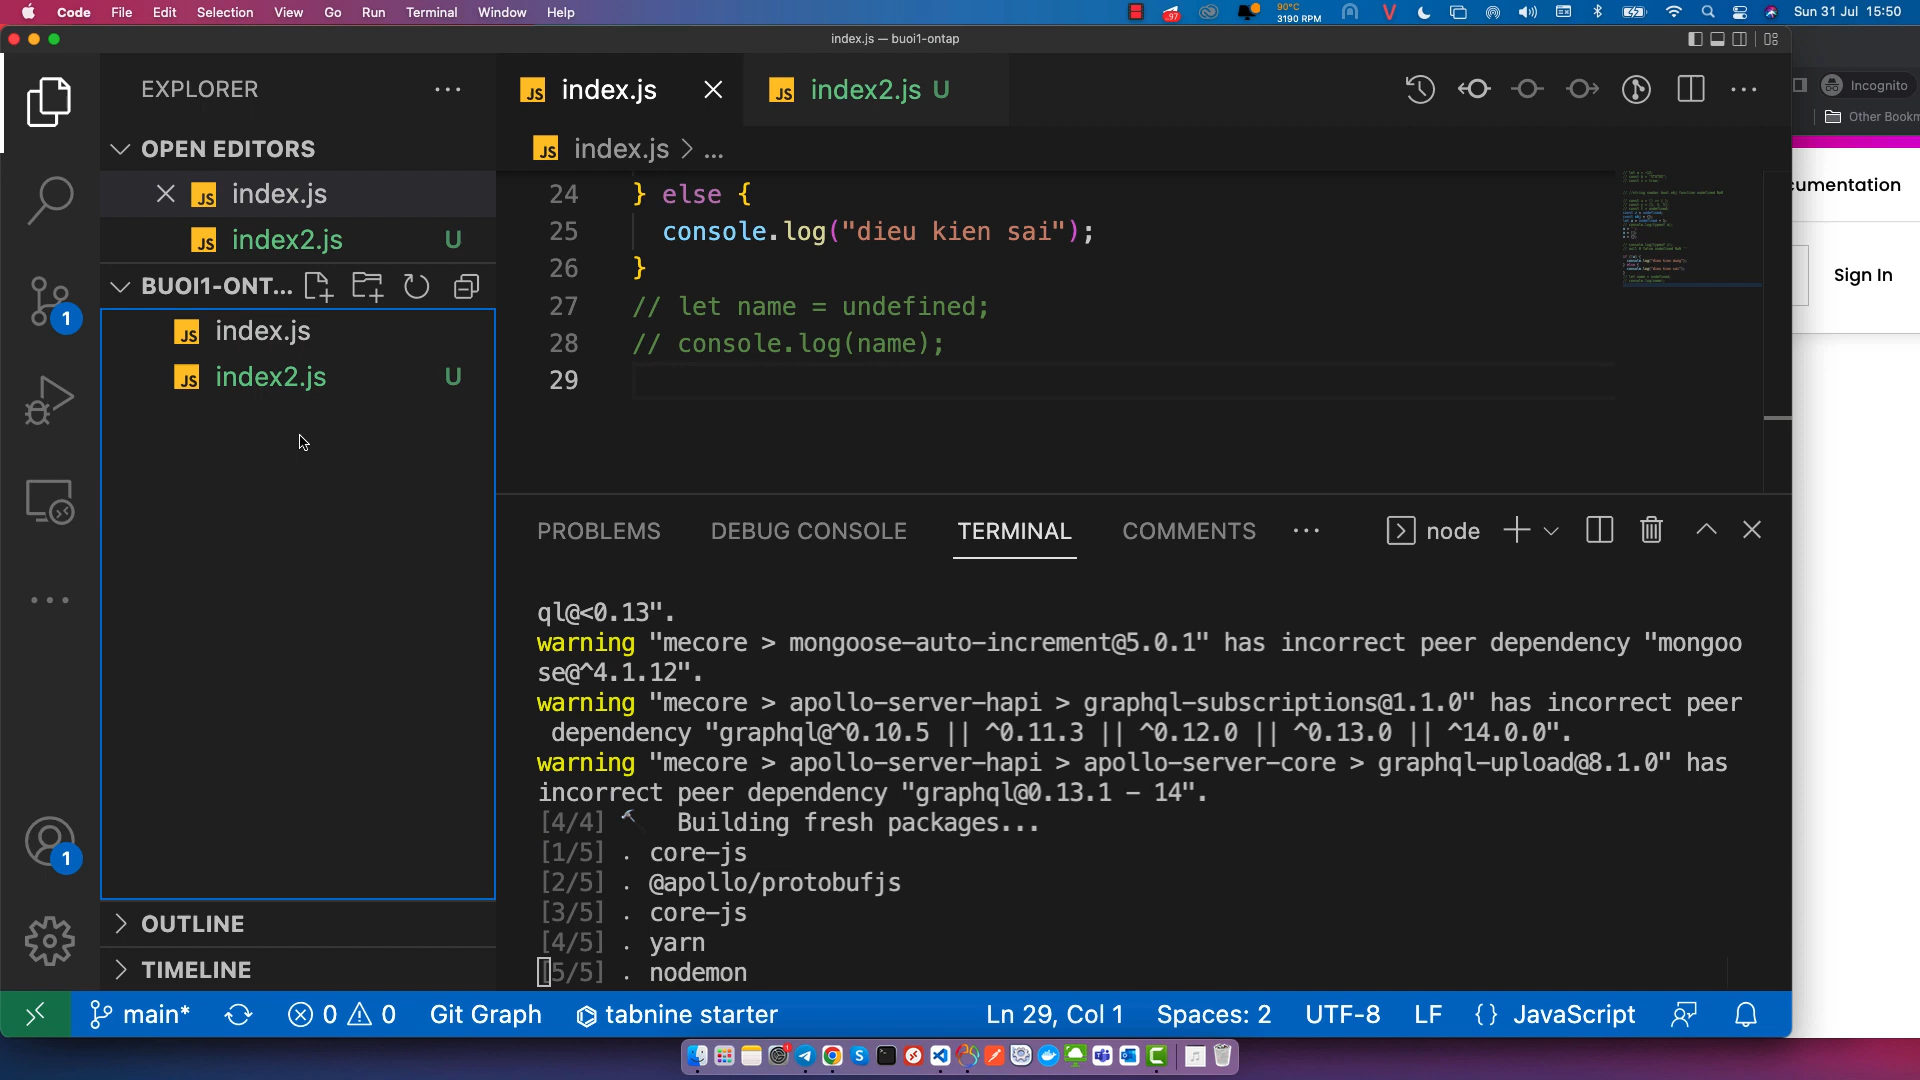 Code File Edit Selection View Go Run Terminal Window Help
.97
90°C
3190 RPM
Sun 31 Jul 15:50
index.js — buoi1-ontap
EXPLORER
OPEN EDITORS
index.js
index2.js U
BUOI1-ONT...
index.js
index2.js U
OUTLINE
TIMELINE
1
1
JS index.js
JS index2.js U
JS index.js > ...
24 } else {
25 console.log("dieu kien sai");
26 }
27 // let name = undefined;
28 // console.log(name);
29
PROBLEMS DEBUG CONSOLE TERMINAL COMMENTS ... node
ql@<0.13".
warning "mecore > mongoose-auto-increment@5.0.1" has incorrect peer dependency "mongoo
se@^4.1.12".
warning "mecore > apollo-server-hapi > graphql-subscriptions@1.1.0" has incorrect peer
dependency "graphql@^0.10.5 || ^0.11.3 || ^0.12.0 || ^0.13.0 || ^14.0.0".
warning "mecore > apollo-server-hapi > apollo-server-core > graphql-upload@8.1.0" has
incorrect peer dependency "graphql@0.13.1 - 14".
[4/4] Building fresh packages...
[1/5] . core-js
[2/5] . @apollo/protobufjs
[3/5] . core-js
[4/5] . yarn
[5/5] . nodemon
main* 0 0 Git Graph tabnine starter Ln 29, Col 1 Spaces: 2 UTF-8 LF {} JavaScript
Incognito
Other Bookm
umentation
Sign In